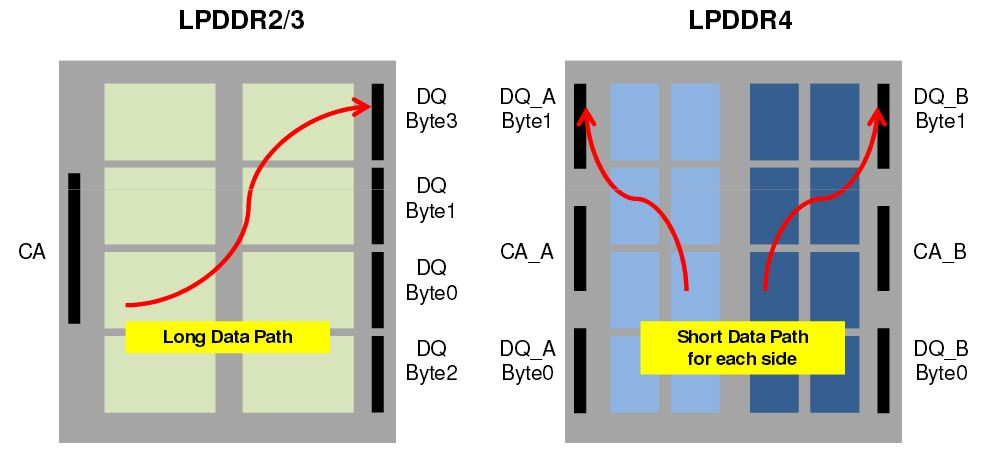 LPDDR2/3
DQ
Byte3
DQ
Byte1
CA
DQ
Byte0
Long Data Path
DQ
Byte2
LPDDR4
DQ_A
Byte1
DQ_B
Byte1
CA_A
CA_B
Short Data Path
for each side
DQ_A
Byte0
DQ_B
Byte0